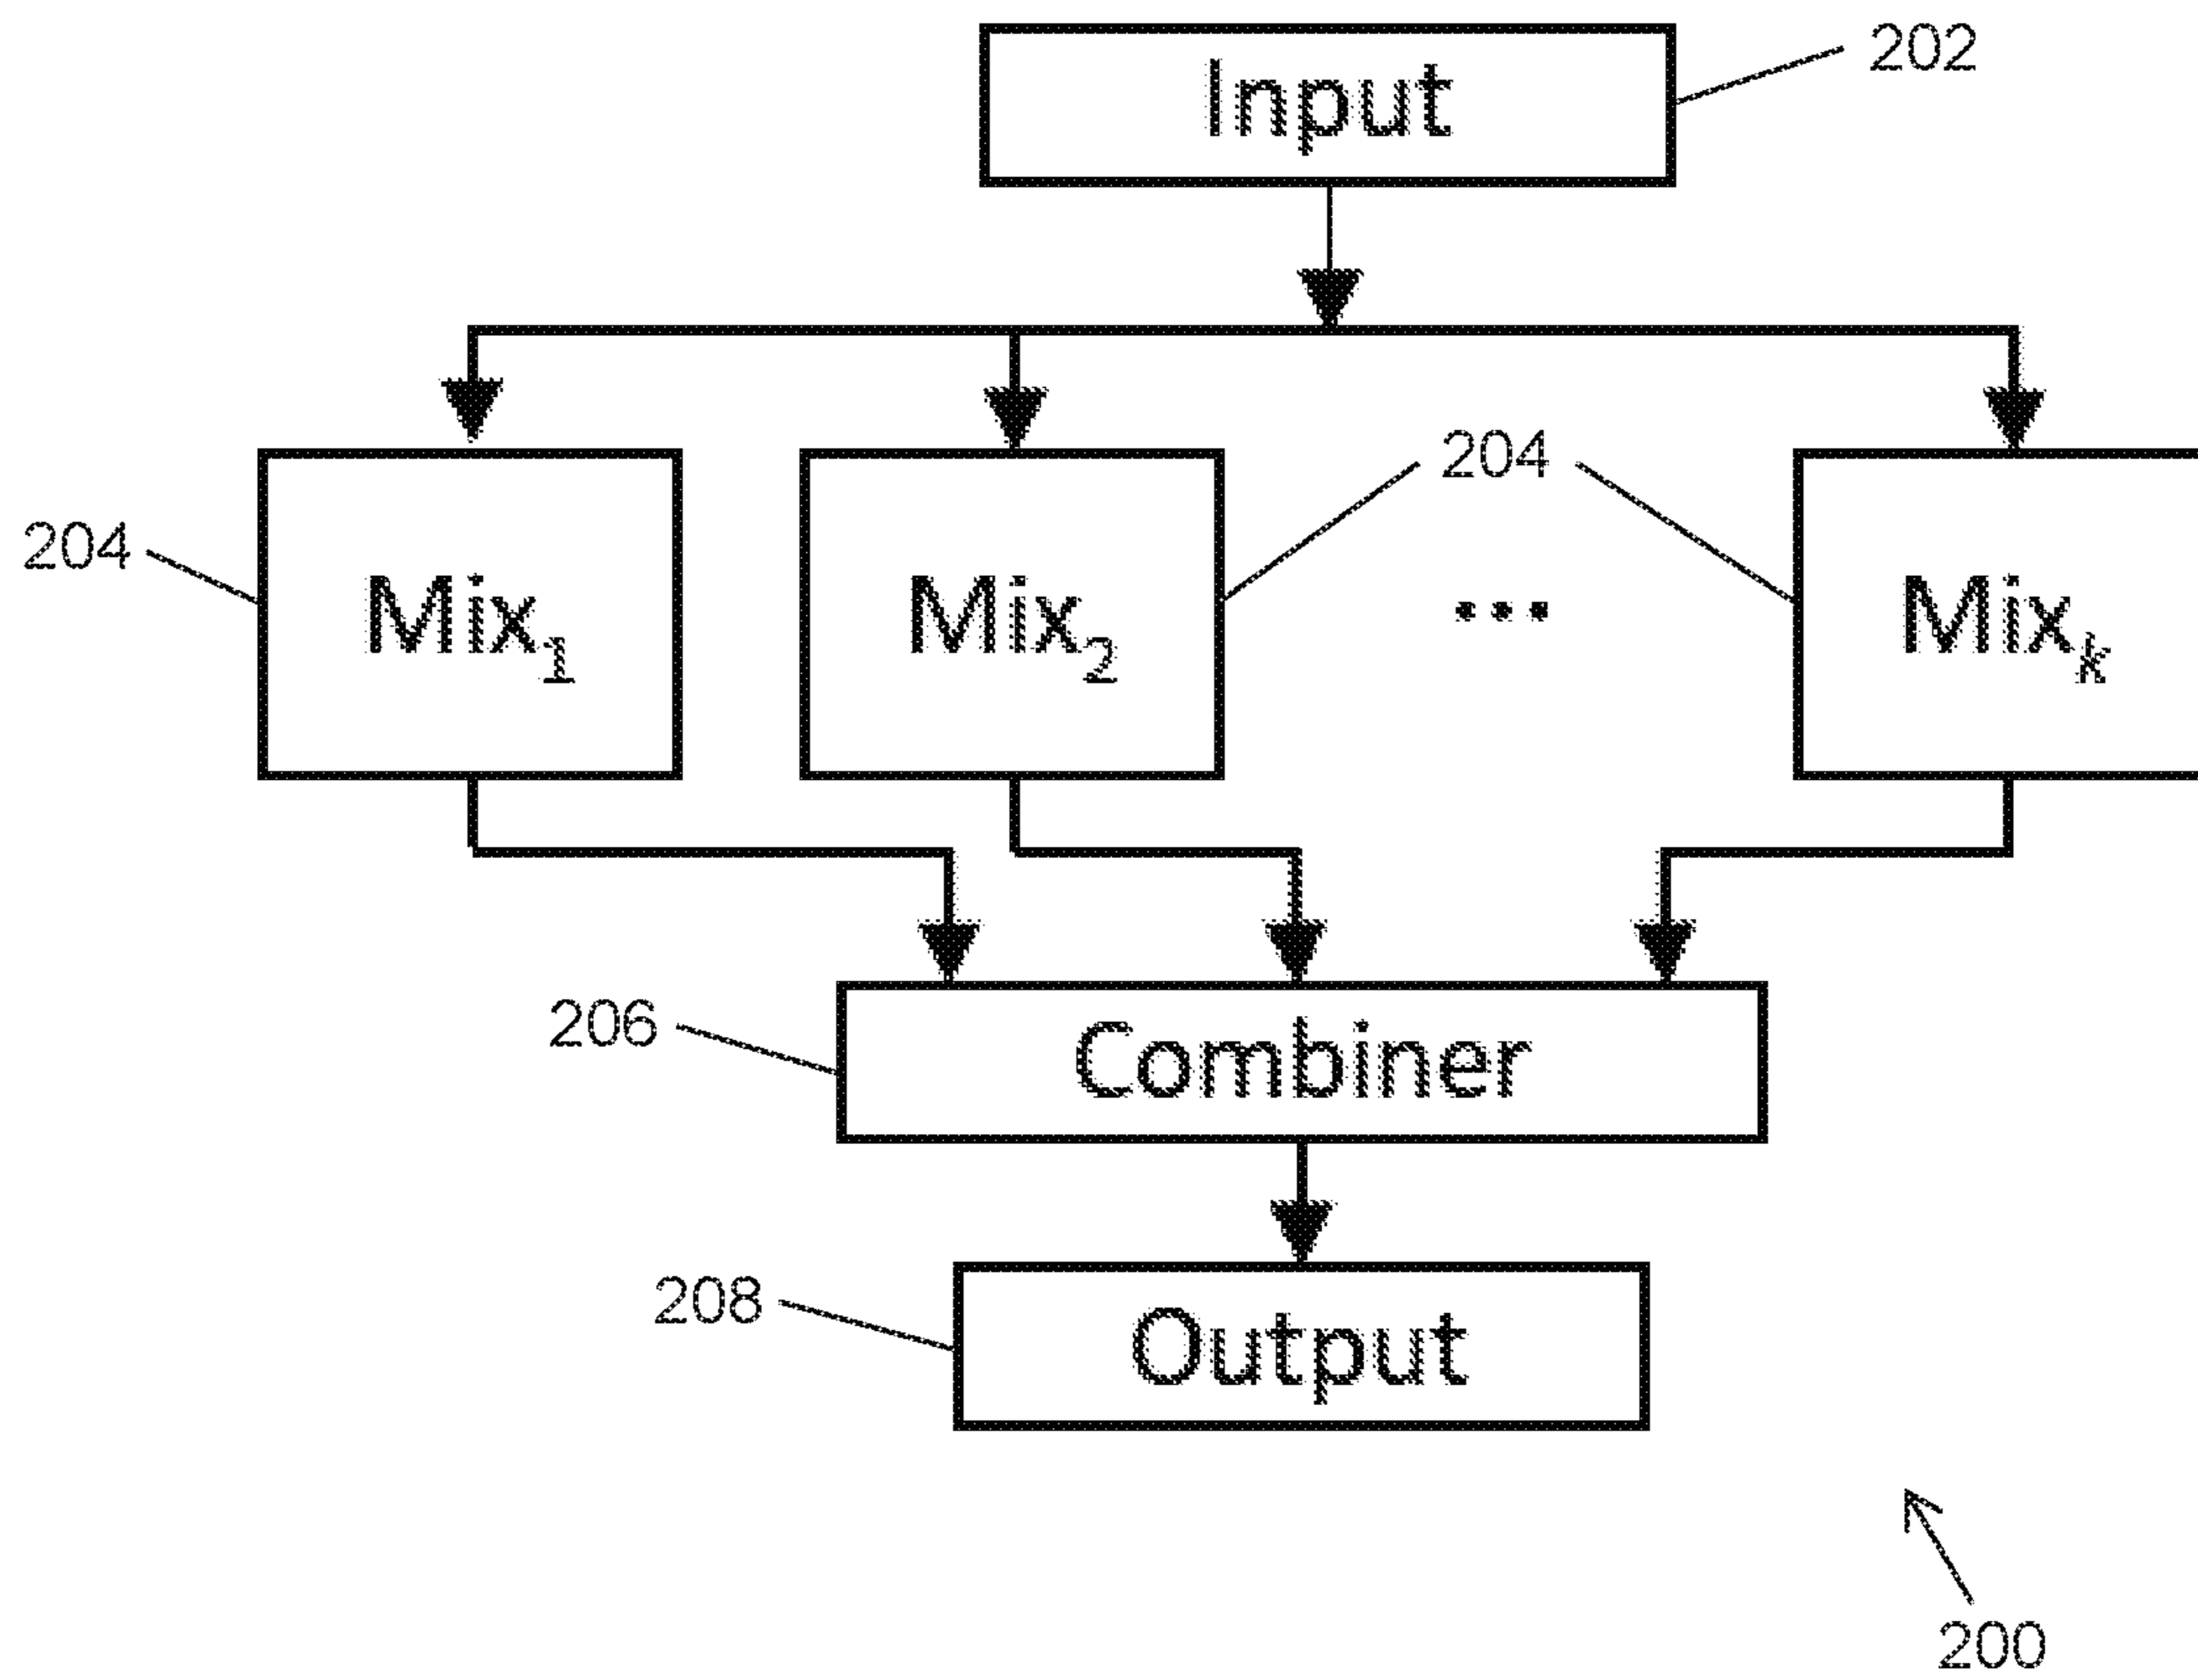 Input
202
204
204
Mix₁
Mix₂
...
Mixₖ
206
Combiner
208
Output
200